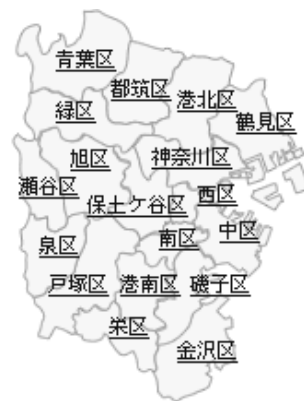 青葉区
都筑区
港北区
緑区
鶴見区
旭区
神奈川区
瀬谷区
西区
保土ケ谷区
中区
南区
泉区
戸塚区
港南区
磯子区
栄区
金沢区